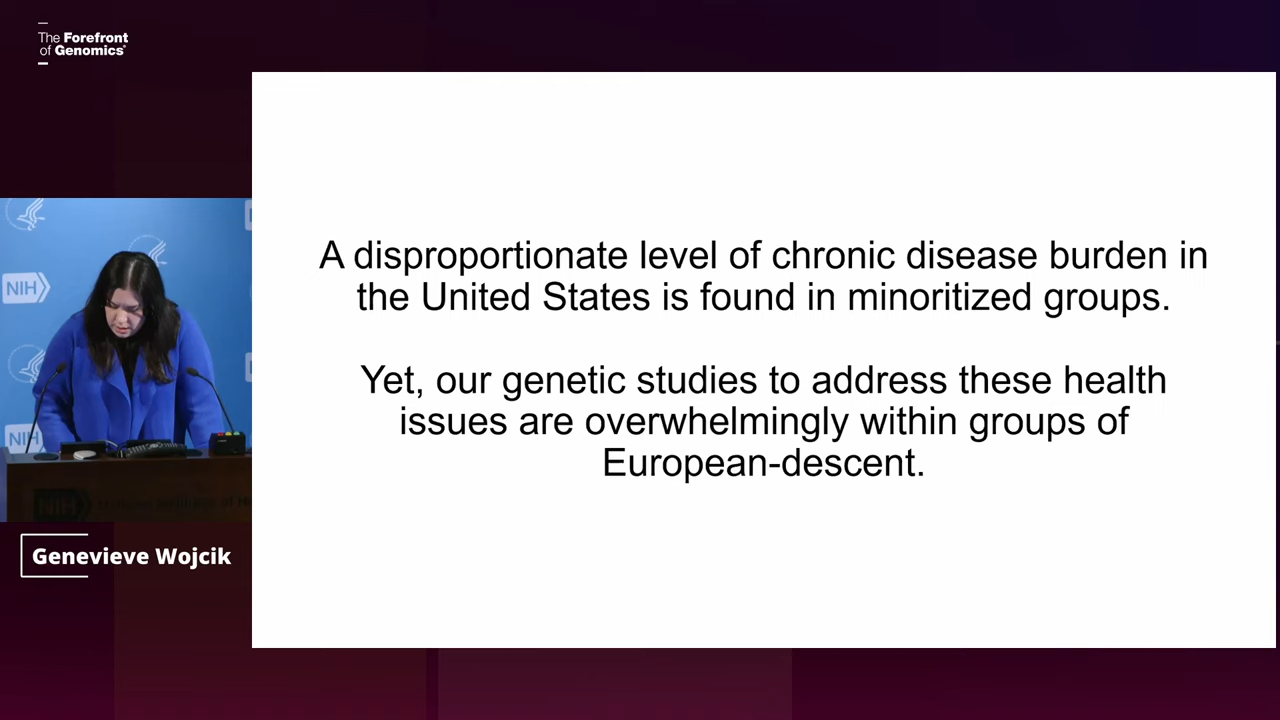 The Forefront
of Genomics
A disproportionate level of chronic disease burden in
the United States is found in minoritized groups.
Yet, our genetic studies to address these health
issues are overwhelmingly within groups of
European-descent.
NIH
NIH
NIH
Genevieve Wojcik